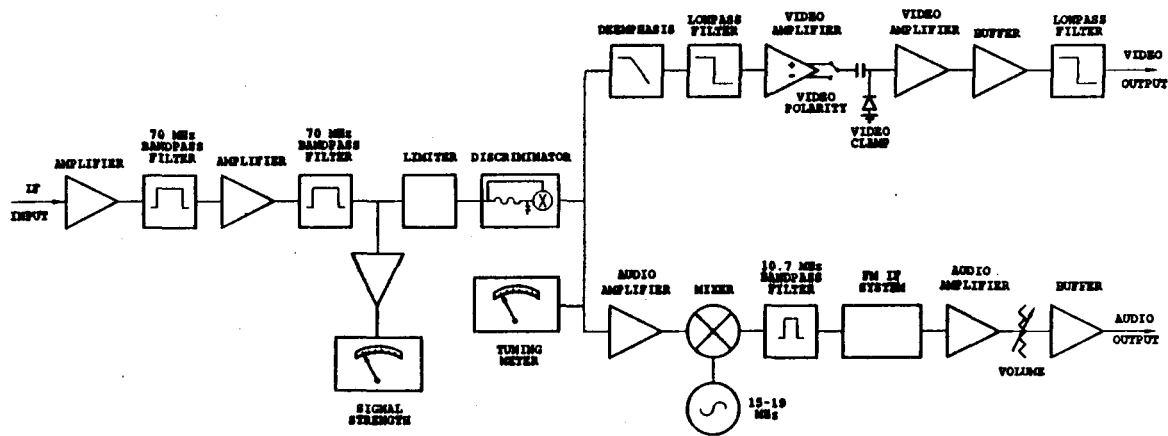 IF
INPUT
AMPLIFIER
70 MHz
BANDPASS
FILTER
AMPLIFIER
70 MHz
BANDPASS
FILTER
LIMITER
DISCRIMINATOR
SIGNAL
STRENGTH
TUNING
METER
DEEMPHASIS
LOWPASS
FILTER
VIDEO
AMPLIFIER
+
-
VIDEO
POLARITY
VIDEO
CLAMP
VIDEO
AMPLIFIER
BUFFER
LOWPASS
FILTER
VIDEO
OUTPUT
AUDIO
AMPLIFIER
MIXER
15-19
MHz
10.7 MHz
BANDPASS
FILTER
FM IF
SYSTEM
AUDIO
AMPLIFIER
VOLUME
BUFFER
AUDIO
OUTPUT